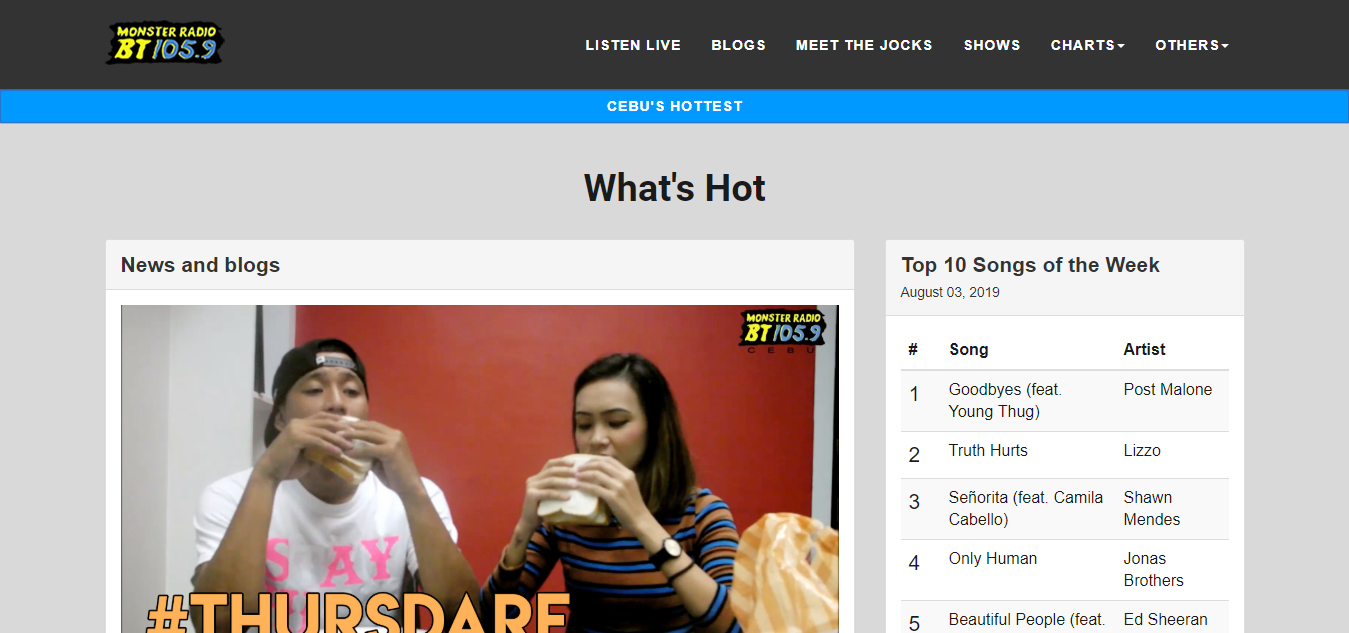 MONSTER RADIO
BT 105.9
LISTEN LIVE
BLOGS
MEET THE JOCKS
SHOWS
CHARTS
OTHERS
CEBU'S HOTTEST
What's Hot
News and blogs
MONSTER RADIO
BT 105.9
CEBU
SLAY
#THURSDARE
Top 10 Songs of the Week
August 03, 2019
# Song Artist
1 Goodbyes (feat. Post Malone
Young Thug)
2 Truth Hurts Lizzo
3 Señorita (feat. Camila Shawn
Cabello) Mendes
4 Only Human Jonas
Brothers
5 Beautiful People (feat. Ed Sheeran